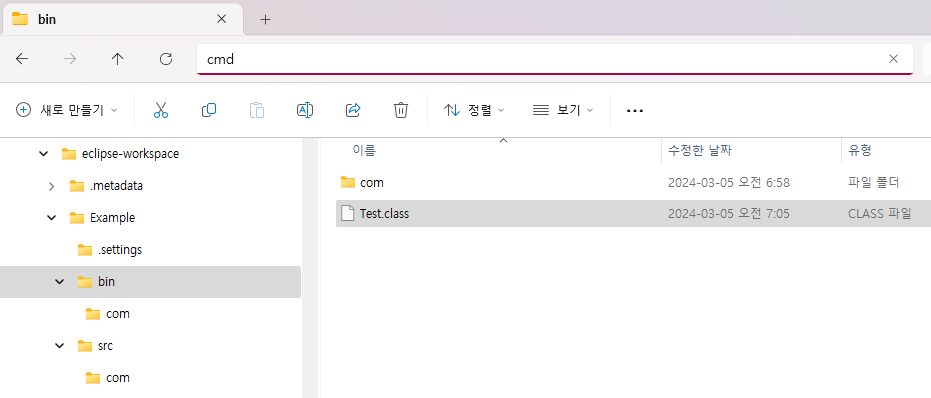 bin
cmd
새로 만들기
정렬
보기
eclipse-workspace
.metadata
Example
.settings
bin
com
src
com
이름 수정한 날짜 유형
com 2024-03-05 오전 6:58 파일 폴더
Test.class 2024-03-05 오전 7:05 CLASS 파일